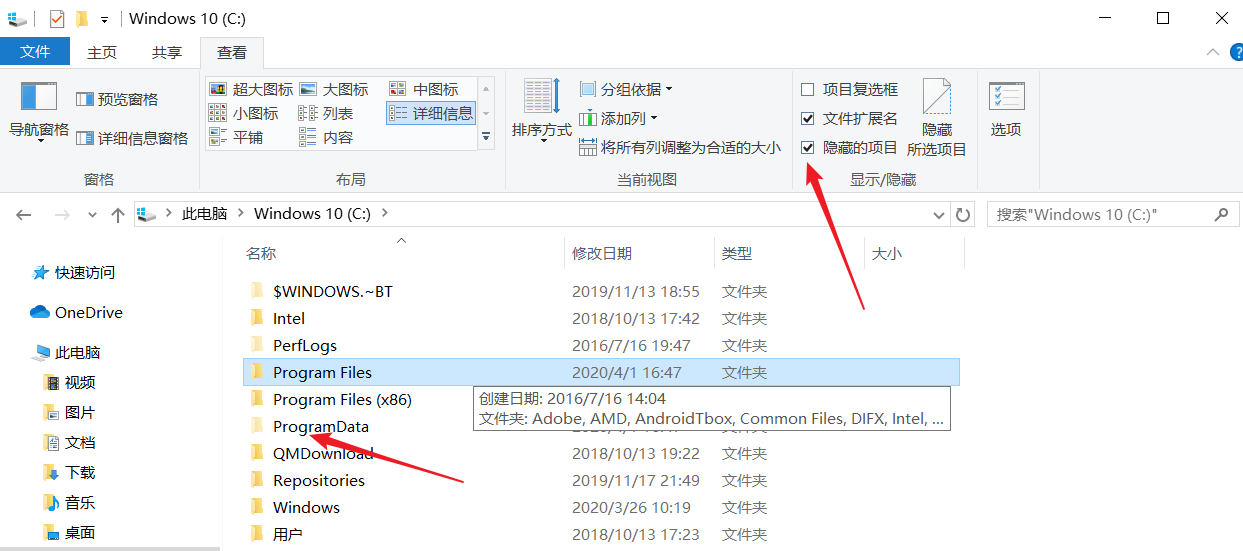 Windows 10 (C:)
文件 主页 共享 查看
导航窗格
预览窗格
详细信息窗格
窗格
超大图标 大图标 中图标
小图标 列表 详细信息
平铺 内容
布局
排序方式
分组依据
添加列
将所有列调整为合适的大小
当前视图
项目复选框
文件扩展名
隐藏的项目
隐藏
所选项目
显示/隐藏
选项
此电脑 Windows 10 (C:)
搜索"Windows 10 (C:)"
快速访问
OneDrive
此电脑
视频
图片
文档
下载
音乐
桌面
名称 修改日期 类型 大小
$WINDOWS.~BT 2019/11/13 18:55 文件夹
Intel 2018/10/13 17:42 文件夹
PerfLogs 2016/7/16 19:47 文件夹
Program Files 2020/4/1 16:47 文件夹
Program Files (x86)
创建日期: 2016/7/16 14:04
文件夹: Adobe, AMD, AndroidTbox, Common Files, DIFX, Intel, ...
ProgramData
QMDownload 2018/10/13 19:22 文件夹
Repositories 2019/11/17 21:49 文件夹
Windows 2020/3/26 10:19 文件夹
用户 2018/10/13 17:23 文件夹